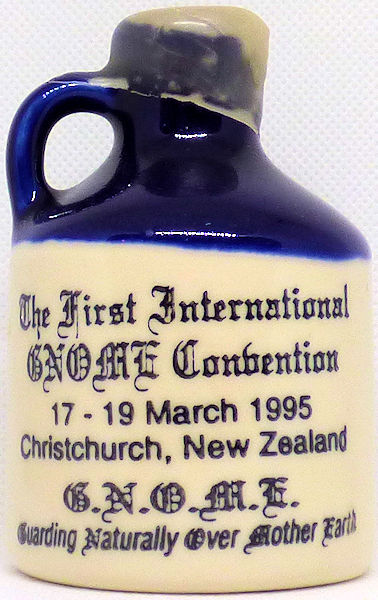 The First International
GNOME Convention
17 - 19 March 1995
Christchurch, New Zealand
G.N.O.M.E.
Guarding Naturally Over Mother Earth